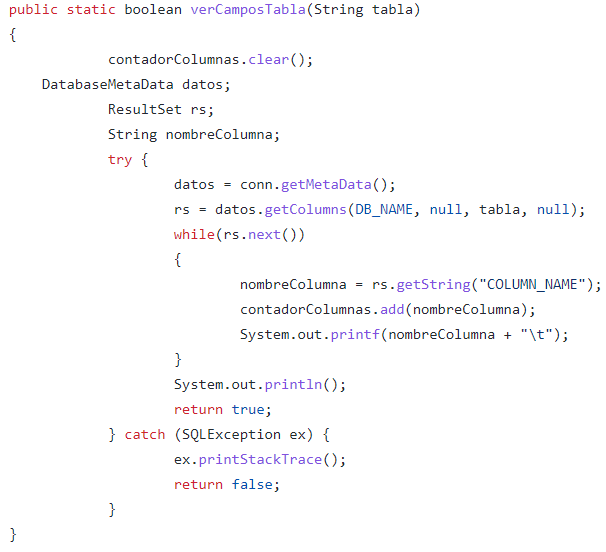 public static boolean verCamposTabla(String tabla)
{
            contadorColumnas.clear();
    DatabaseMetaData datos;
            ResultSet rs;
            String nombreColumna;
            try {
                    datos = conn.getMetaData();
                    rs = datos.getColumns(DB_NAME, null, tabla, null);
                    while(rs.next())
                    {
                            nombreColumna = rs.getString("COLUMN_NAME");
                            contadorColumnas.add(nombreColumna);
                            System.out.printf(nombreColumna + "\t");
                    }
                    System.out.println();
                    return true;
            } catch (SQLException ex) {
                    ex.printStackTrace();
                    return false;
            }
}